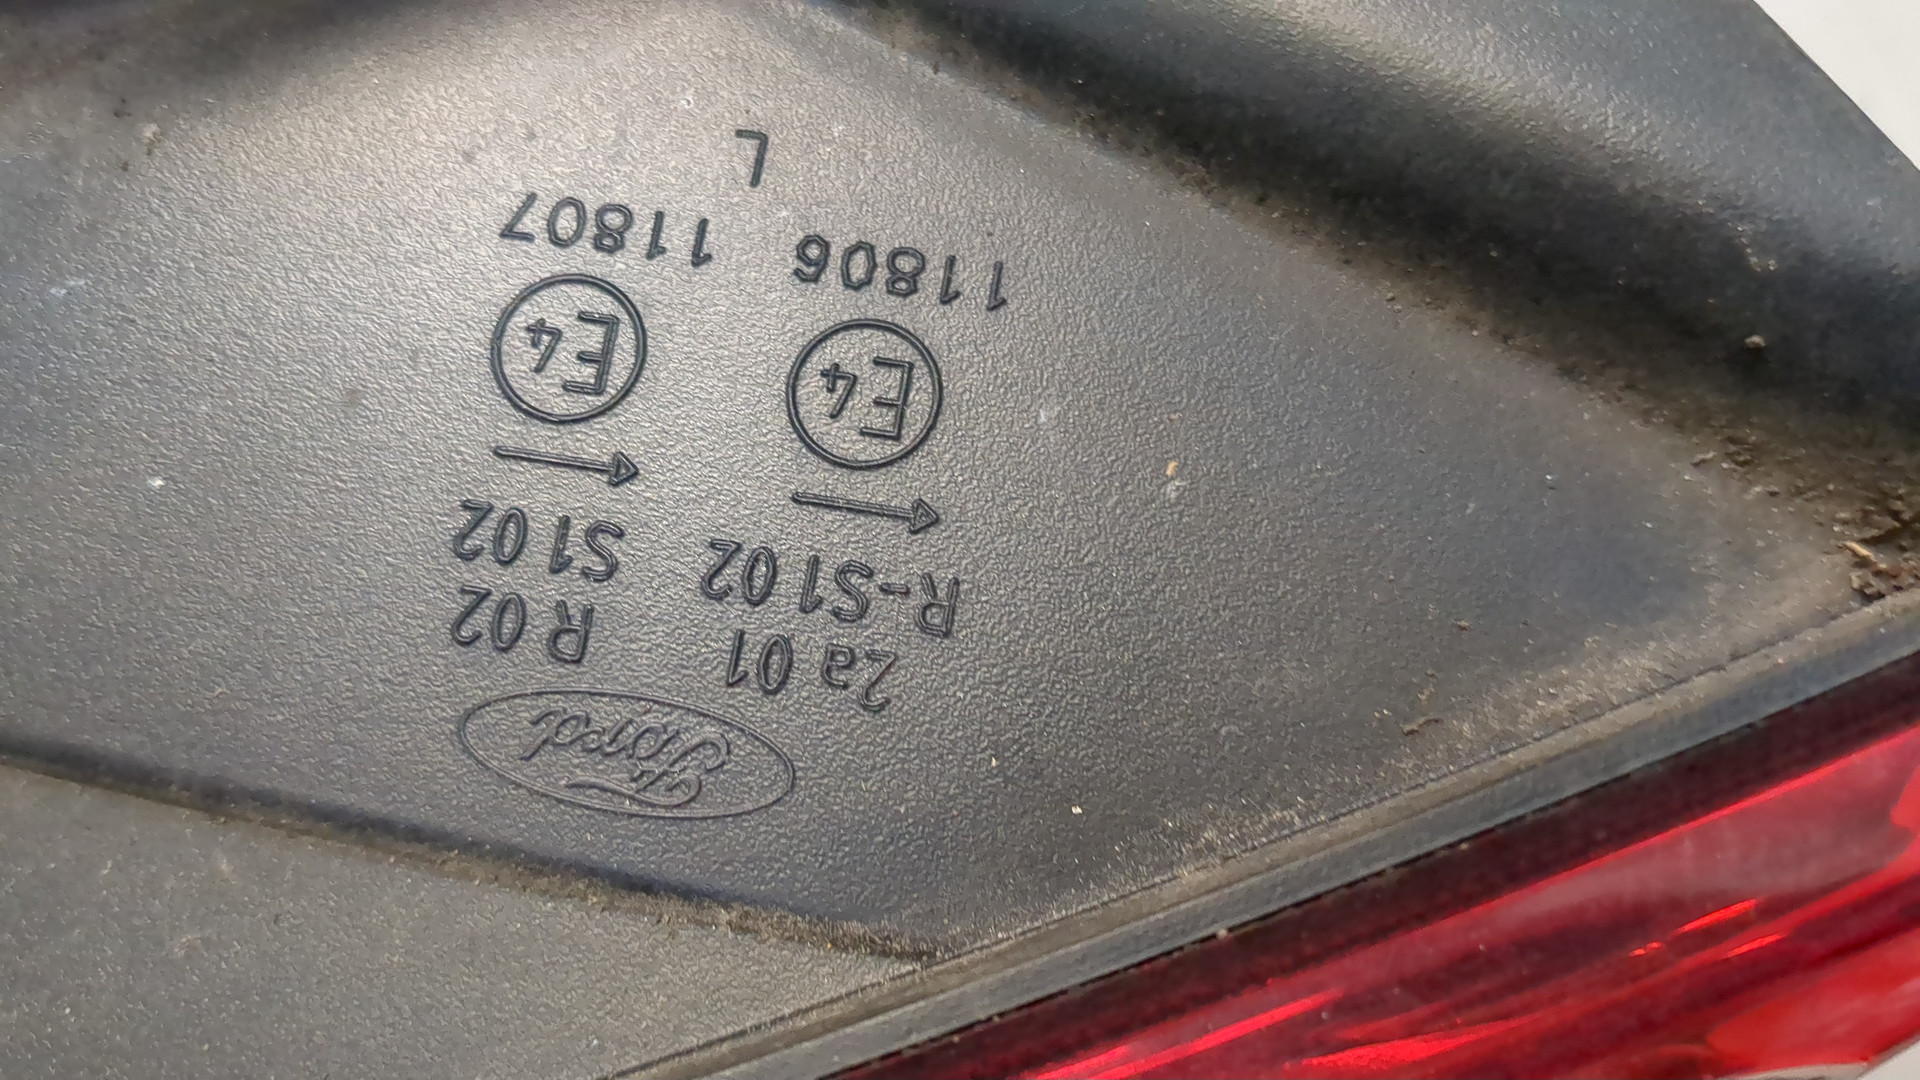 Ford
2a 01 R 02
R-S1 02 S1 02
E4 E4
11806 11807
L